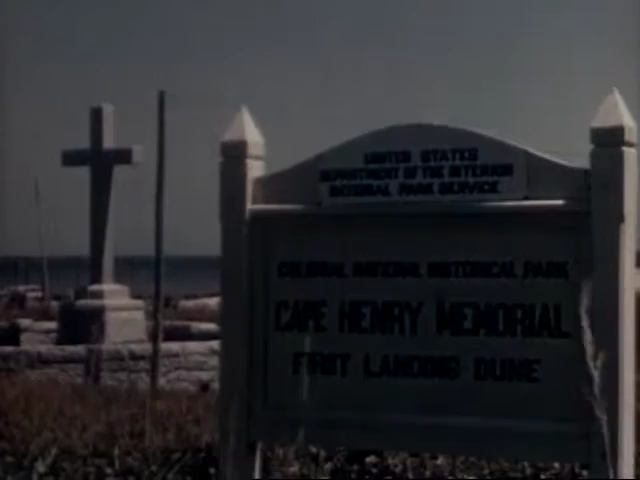 UNITED STATES
DEPARTMENT OF THE INTERIOR
NATIONAL PARK SERVICE
COLONIAL NATIONAL HISTORICAL PARK
CAPE HENRY MEMORIAL
FIRST LANDING DUNE